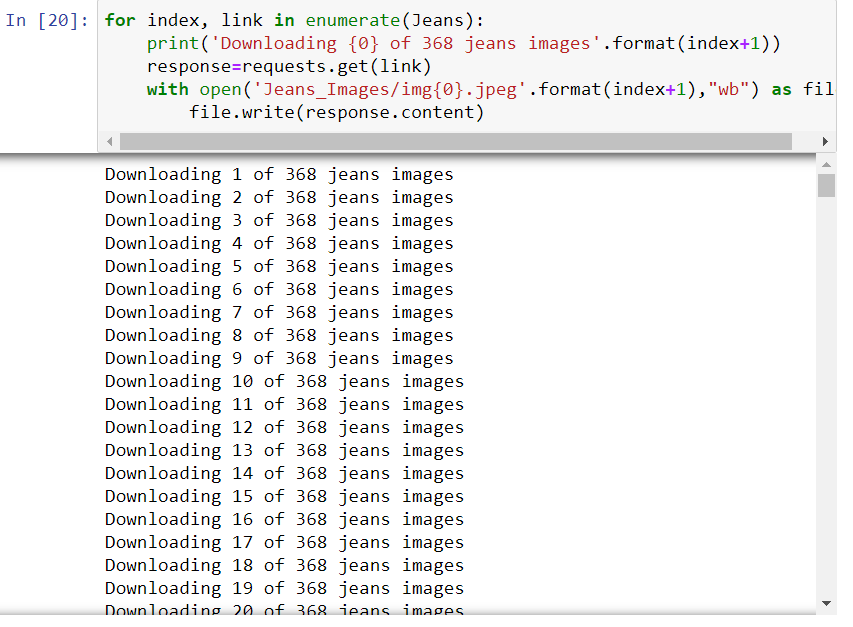 In [20]: for index, link in enumerate(Jeans):
print('Downloading {0} of 368 jeans images'.format(index+1))
response=requests.get(link)
with open('Jeans_Images/img{0}.jpeg'.format(index+1),"wb") as fil
file.write(response.content)
Downloading 1 of 368 jeans images
Downloading 2 of 368 jeans images
Downloading 3 of 368 jeans images
Downloading 4 of 368 jeans images
Downloading 5 of 368 jeans images
Downloading 6 of 368 jeans images
Downloading 7 of 368 jeans images
Downloading 8 of 368 jeans images
Downloading 9 of 368 jeans images
Downloading 10 of 368 jeans images
Downloading 11 of 368 jeans images
Downloading 12 of 368 jeans images
Downloading 13 of 368 jeans images
Downloading 14 of 368 jeans images
Downloading 15 of 368 jeans images
Downloading 16 of 368 jeans images
Downloading 17 of 368 jeans images
Downloading 18 of 368 jeans images
Downloading 19 of 368 jeans images
Downloading 20 of 368 jeans images